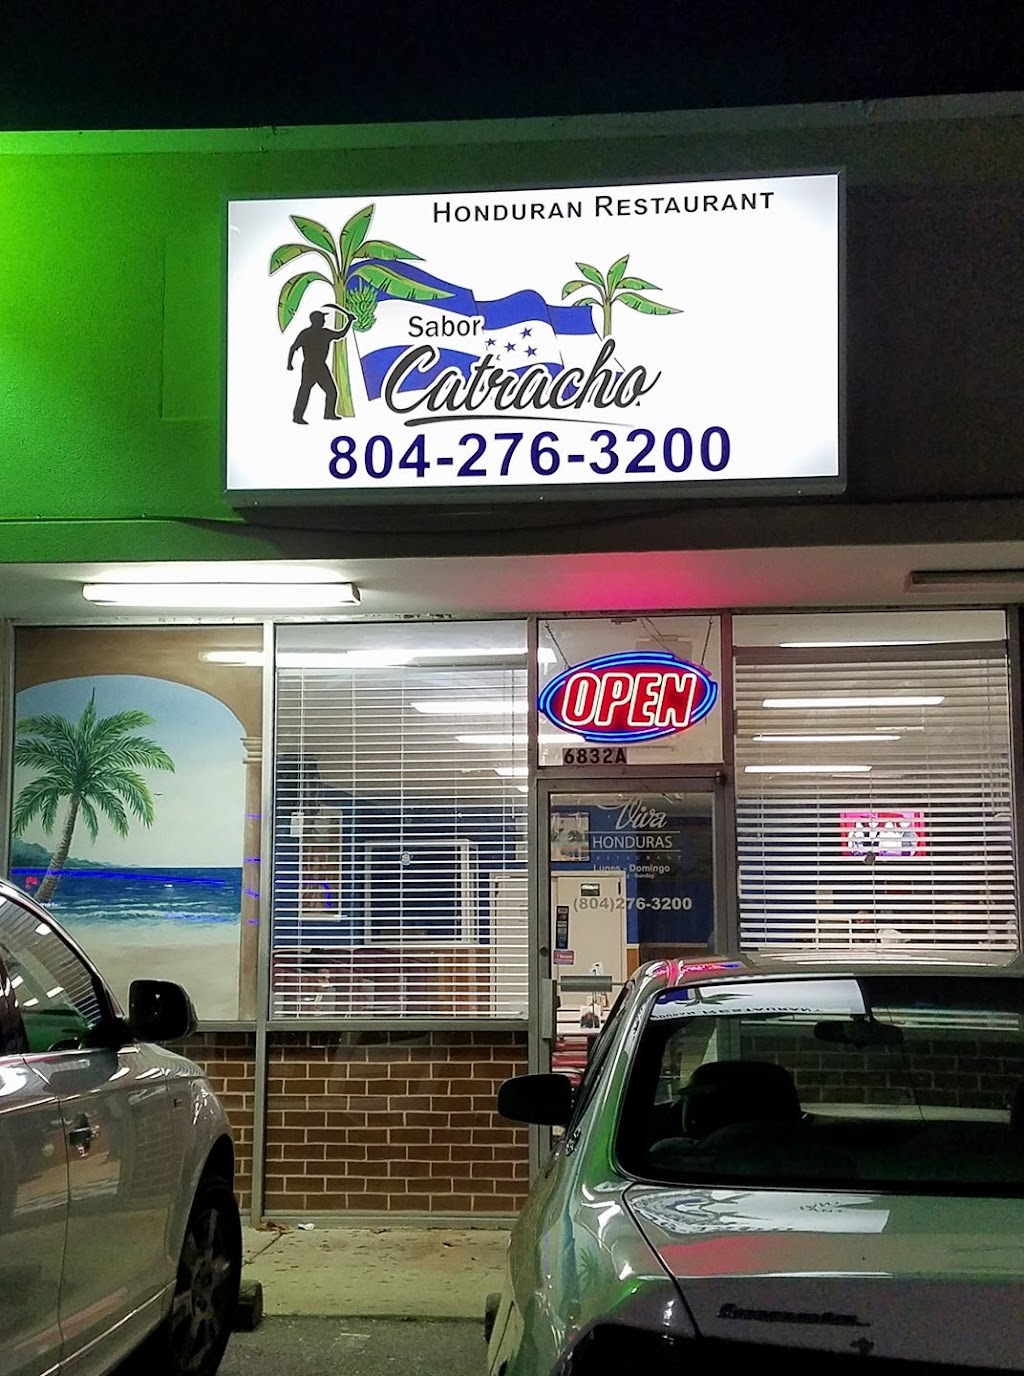 HONDURAN RESTAURANT
Sabor
Catracho
804-276-3200
OPEN
6832A
Viva
HONDURAS
RESTAURANT
Lunes - Domingo
(804)276-3200